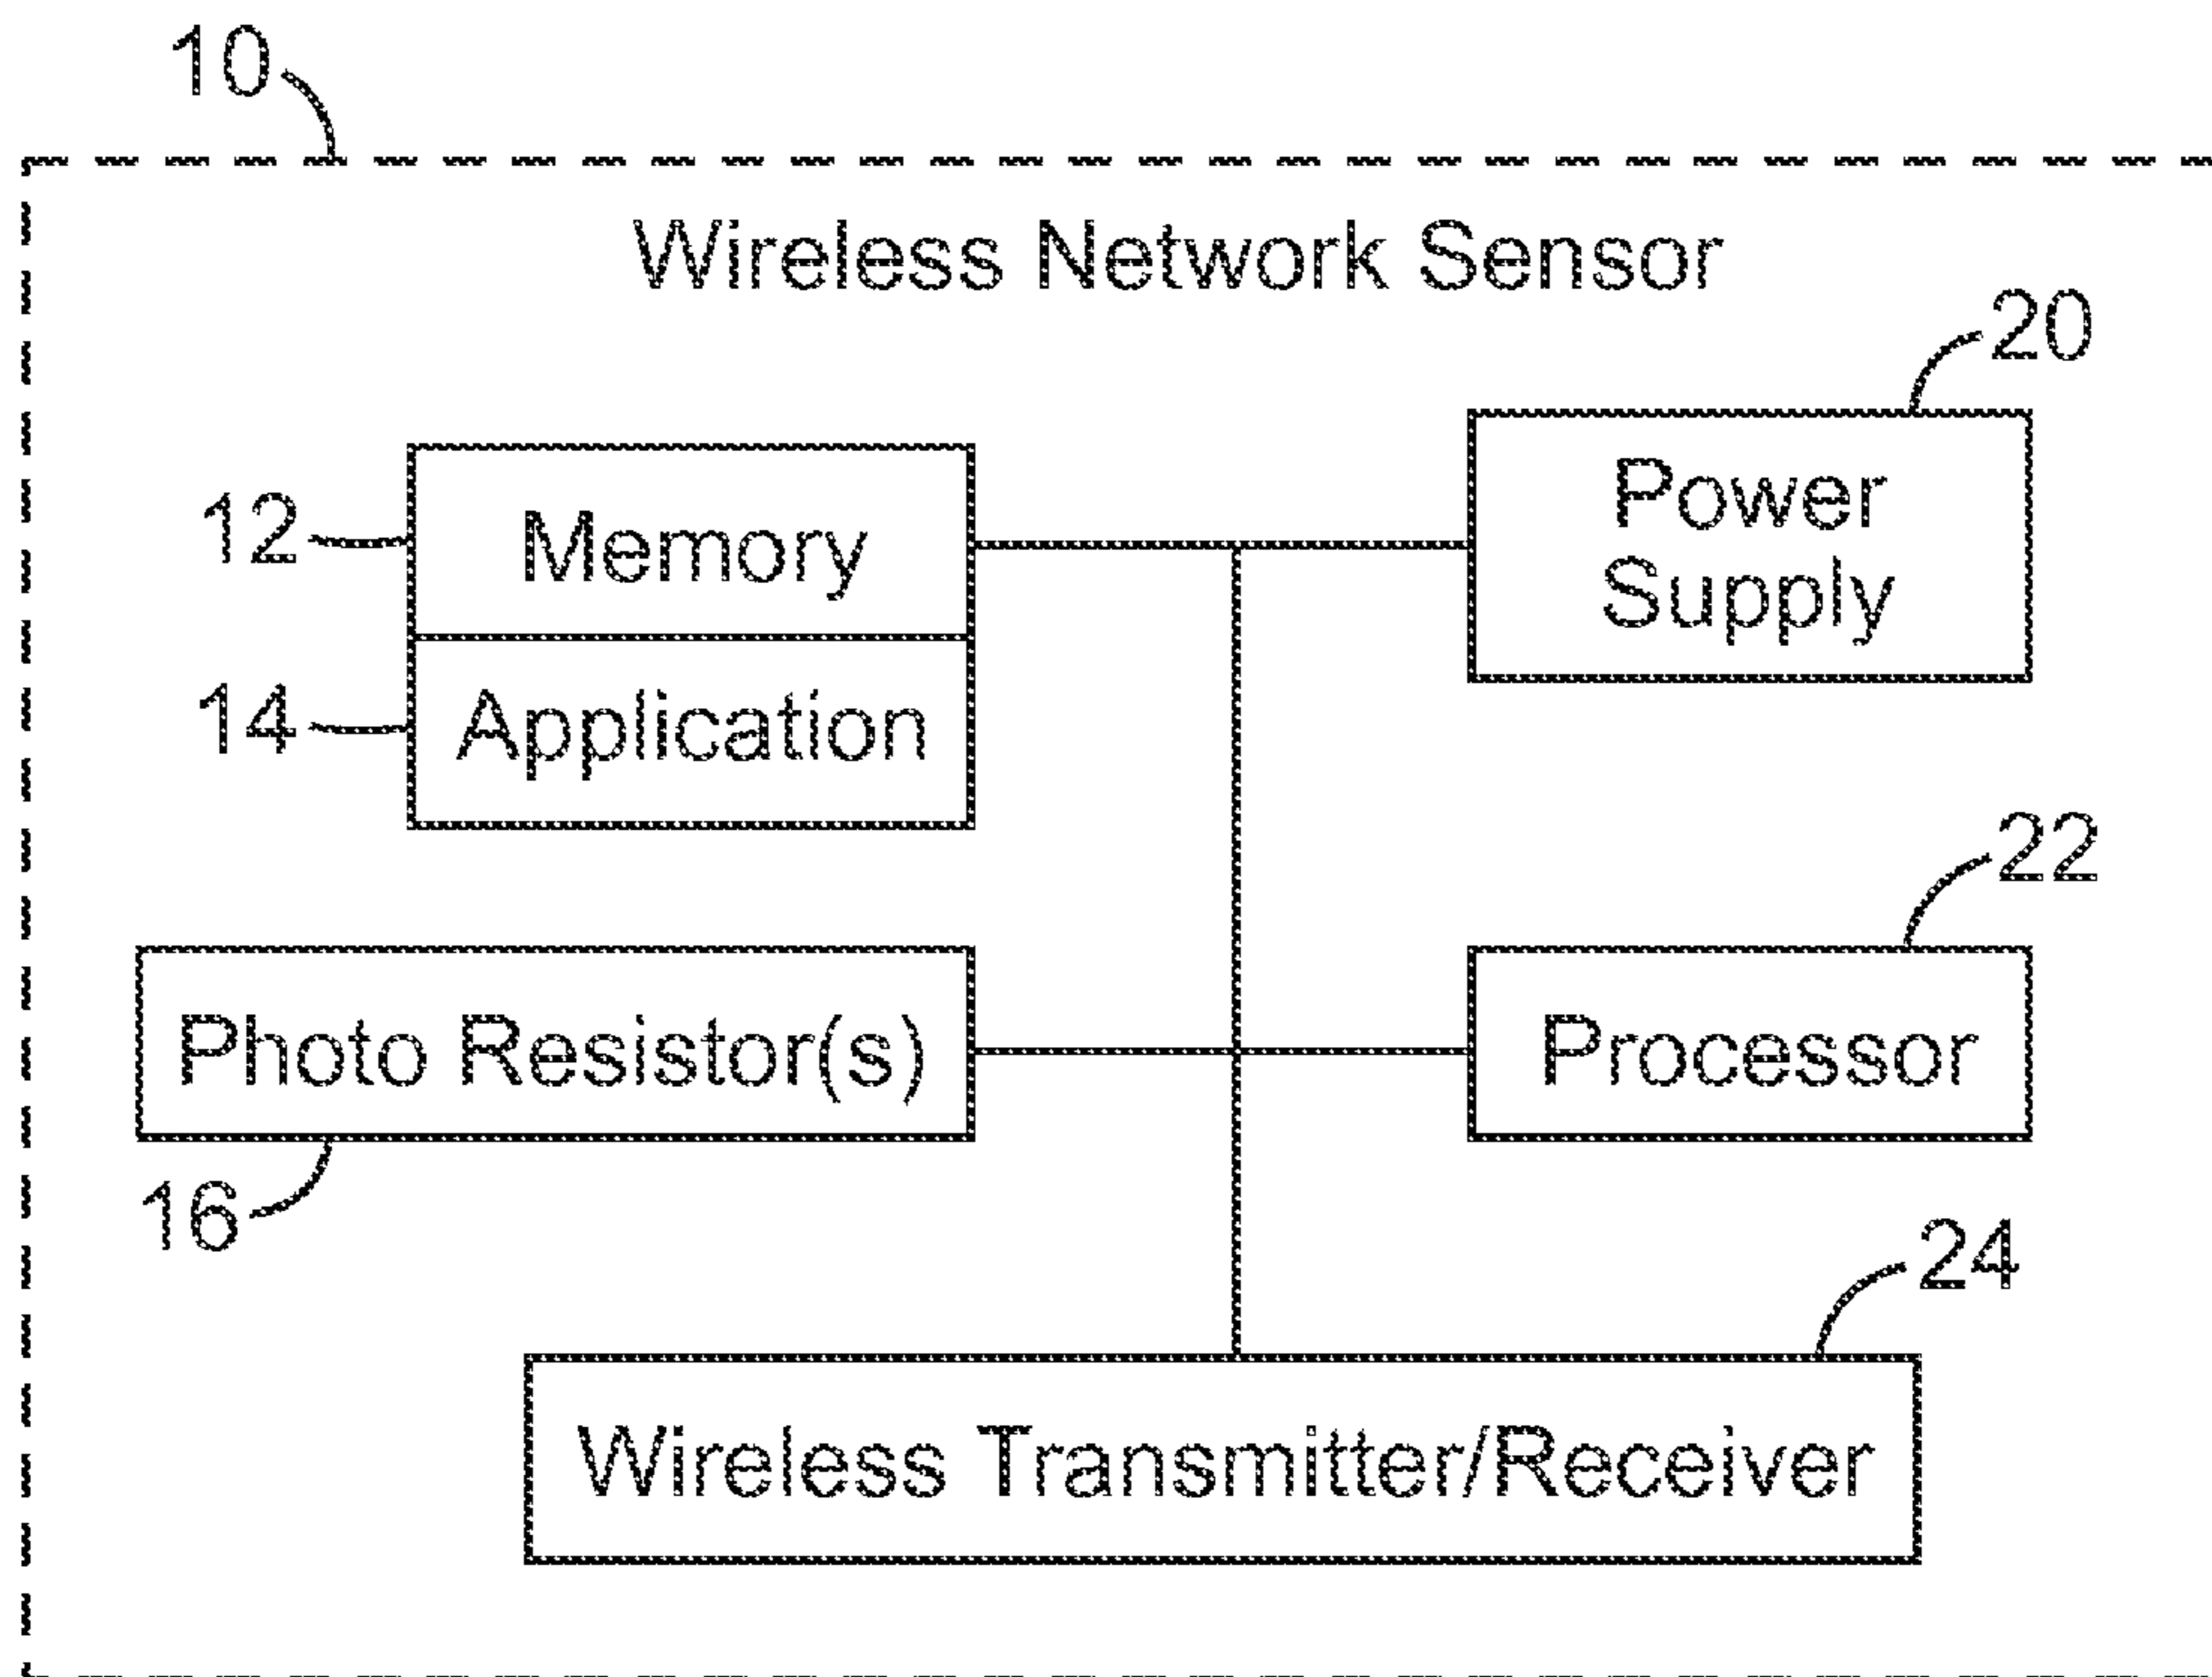 10
Wireless Network Sensor
20
Power
Supply
12
Memory
14
Application
22
Photo Resistor(s)
Processor
16
24
Wireless Transmitter/Receiver